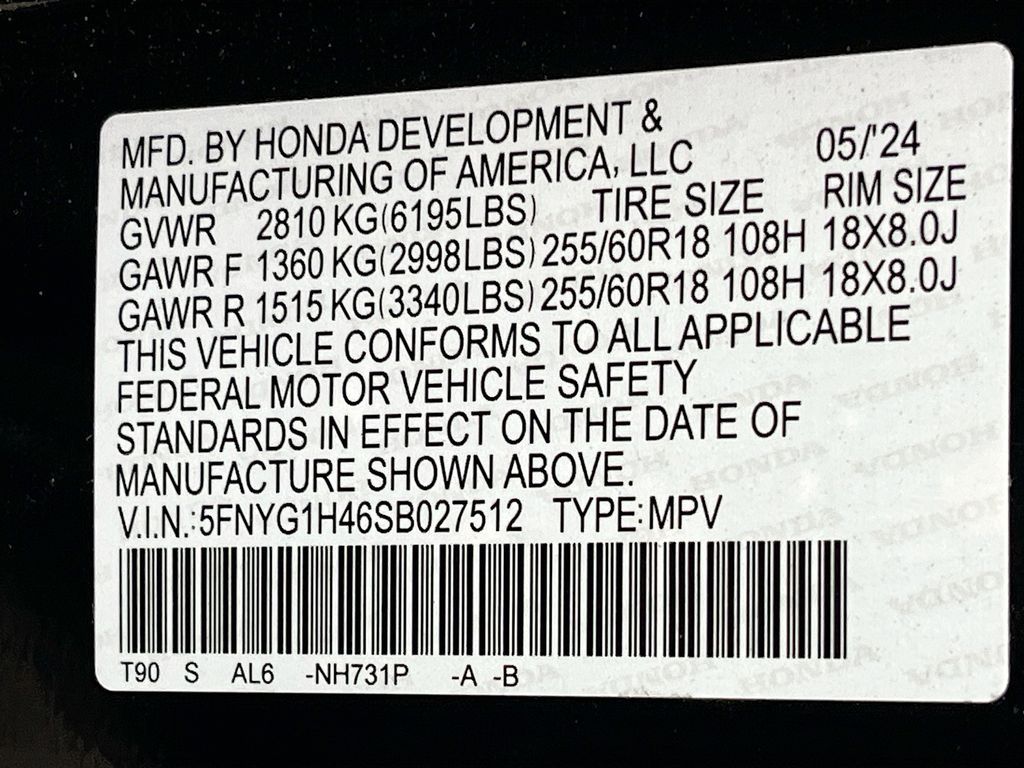 MFD. BY HONDA DEVELOPMENT &
MANUFACTURING OF AMERICA, LLC 05/'24
GVWR 2810 KG(6195LBS) TIRE SIZE RIM SIZE
GAWR F 1360 KG(2998LBS) 255/60R18 108H 18X8.0J
GAWR R 1515 KG(3340LBS) 255/60R18 108H 18X8.0J
THIS VEHICLE CONFORMS TO ALL APPLICABLE
FEDERAL MOTOR VEHICLE SAFETY
STANDARDS IN EFFECT ON THE DATE OF
MANUFACTURE SHOWN ABOVE.
V.I.N.:5FNYG1H46SB027512 TYPE:MPV
T90 S AL6 -NH731P -A -B